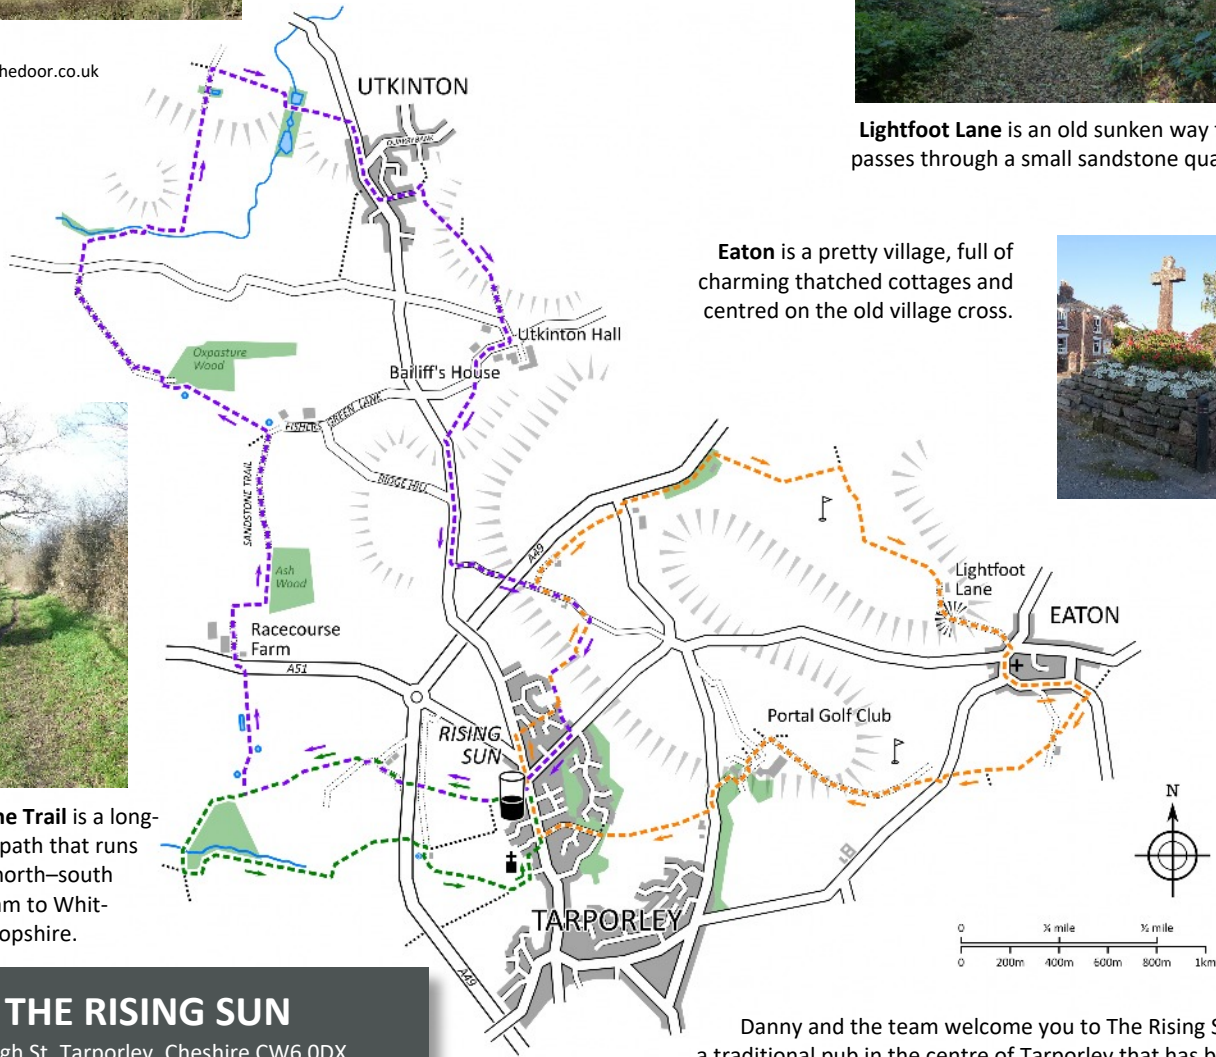 hedoor.co.uk
UTKINTON
QUARRYBANK
Lightfoot Lane is an old sunken way
passes through a small sandstone qua
Eaton is a pretty village, full of
charming thatched cottages and
centred on the old village cross.
Utkinton Hall
Oxpasture
Wood
Bailiff's House
FISHERS GREEN LANE
RIDGE HILL
SANDSTONE TRAIL
A49
Ash
Wood
Lightfoot
Lane
EATON
Racecourse
Farm
A51
Portal Golf Club
RISING
SUN
N
ne Trail is a long-
path that runs
north–south
am to Whit-
opshire.
TARPORLEY
A49
0 ¼ mile ½ mile
0 200m 400m 600m 800m 1km
THE RISING SUN
gh St, Tarporley, Cheshire CW6 0DX
Danny and the team welcome you to The Rising S
a traditional pub in the centre of Tarporley that has b